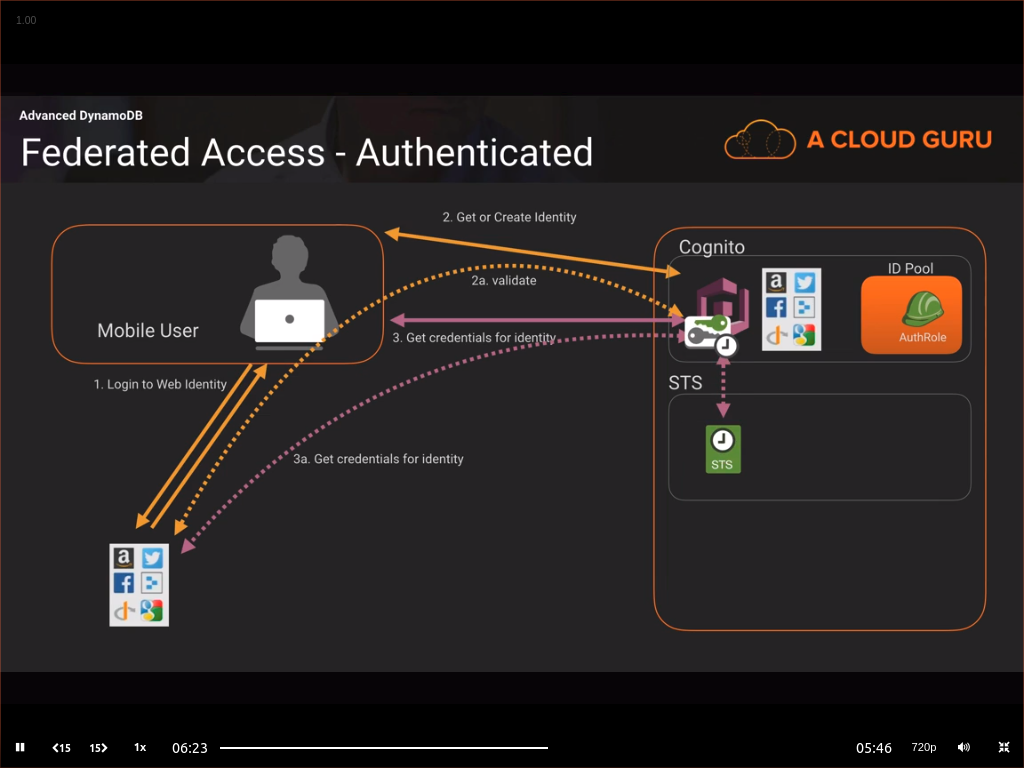 1.00
Advanced DynamoDB
Federated Access - Authenticated
A CLOUD GURU
2. Get or Create Identity
Cognito
ID Pool
2a. validate
AuthRole
Mobile User
3. Get credentials for identity
1. Login to Web Identity
STS
STS
3a. Get credentials for identity
15
15
1x
06:23
05:46
720p